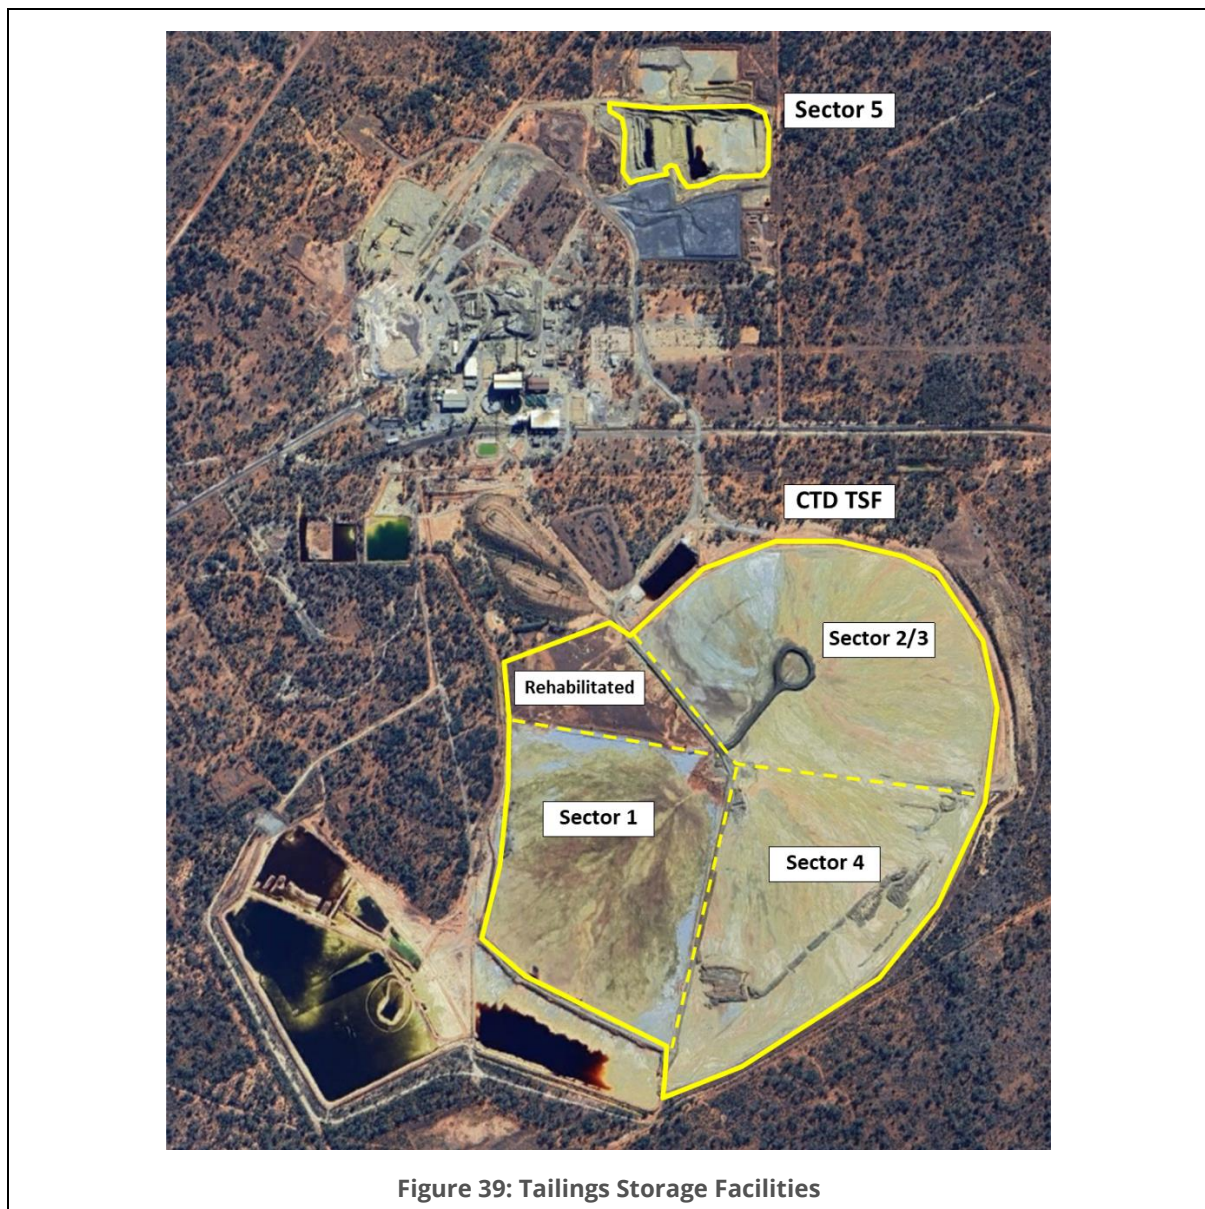 Sector 5
CTD TSF
Sector 2/3
Rehabilitated
Sector 1
Sector 4
Figure 39: Tailings Storage Facilities